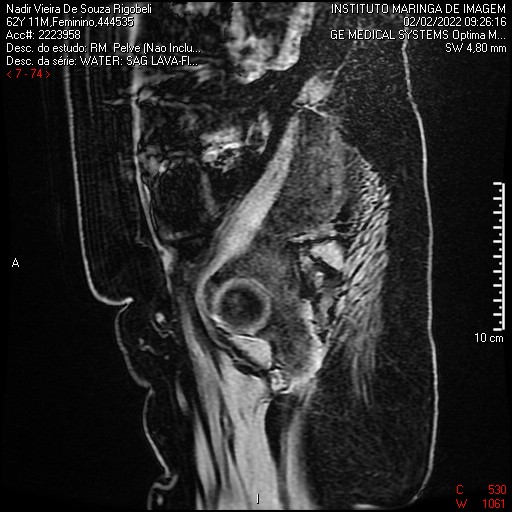 Nadir Vieira De Souza Rigobeli
62Y 11M,Feminino,444535
Acc#: 2223958
Desc. do estudo: RM Pelve (Nao Inclu...
Desc. da série: WATER: SAG LAVA-Fl...
< 7 - 74 >
INSTITUTO MARINGA DE IMAGEM
02/02/2022 09:26:16
GE MEDICAL SYSTEMS Optima M...
SW 4,80 mm
A
10 cm
I
C 530
W 1061